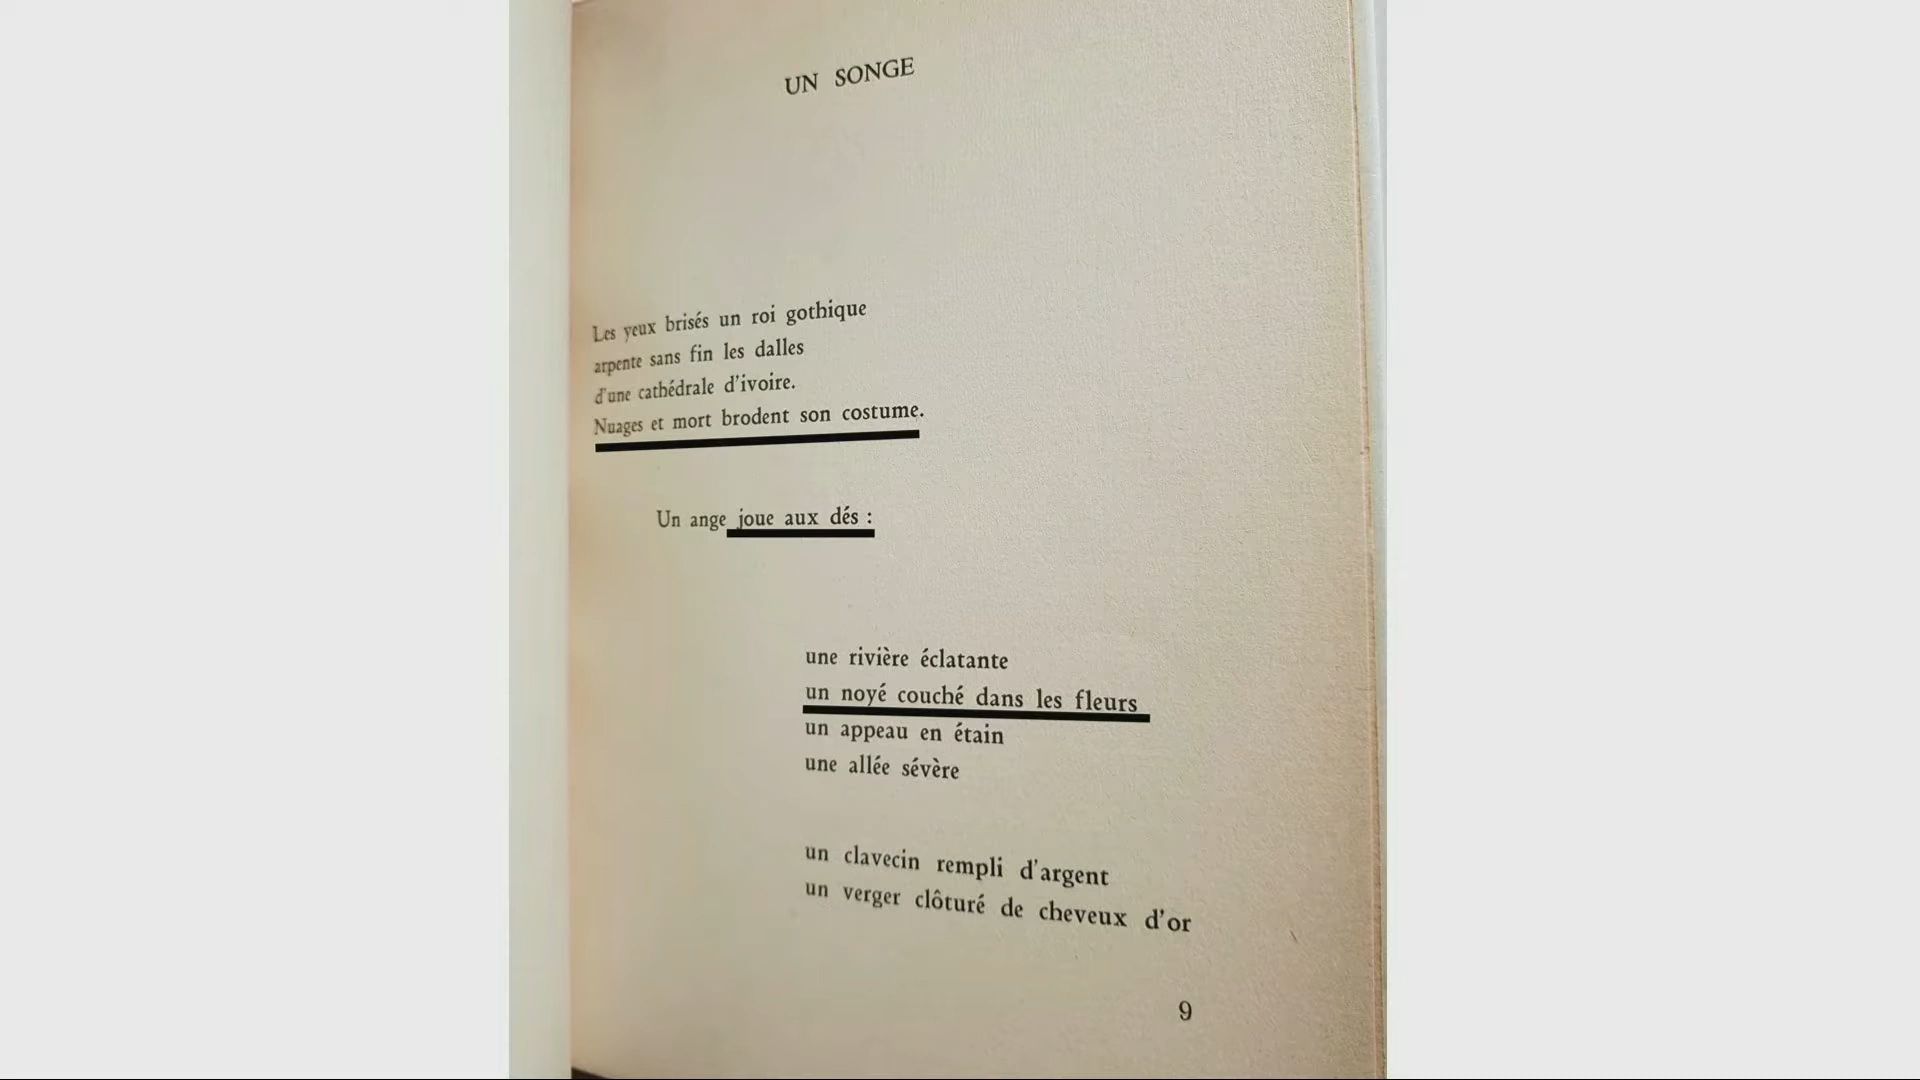 UN SONGE
Les yeux brisés un roi gothique
arpente sans fin les dalles
d'une cathédrale d'ivoire.
Nuages et mort brodent son costume.
Un ange joue aux dés :
une rivière éclatante
un noyé couché dans les fleurs
un appeau en étain
une allée sévère
un clavecin rempli d'argent
un verger clôturé de cheveux d'or
9